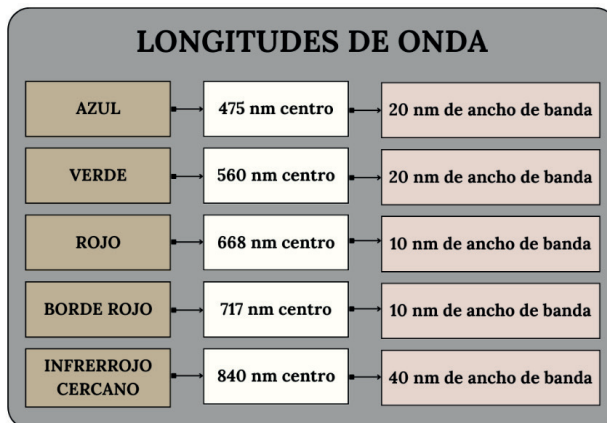 LONGITUDES DE ONDA
AZUL 475 nm centro 20 nm de ancho de banda
VERDE 560 nm centro 20 nm de ancho de banda
ROJO 668 nm centro 10 nm de ancho de banda
BORDE ROJO 717 nm centro 10 nm de ancho de banda
INFRERROJO
CERCANO 840 nm centro 40 nm de ancho de banda